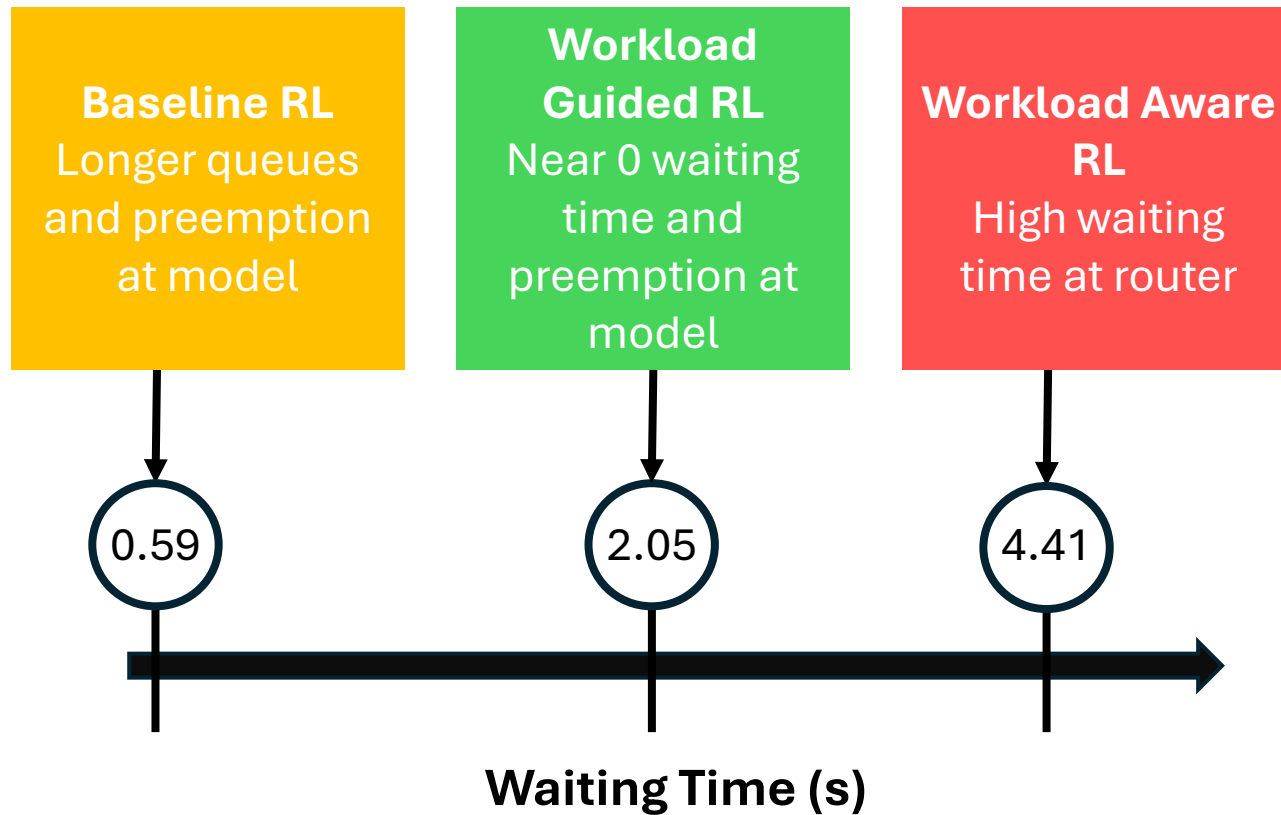 Baseline RL
Longer queues
and preemption
at model
Workload
Guided RL
Near 0 waiting
time and
preemption at
model
Workload Aware
RL
High waiting
time at router
0.59
2.05
4.41
Waiting Time (s)